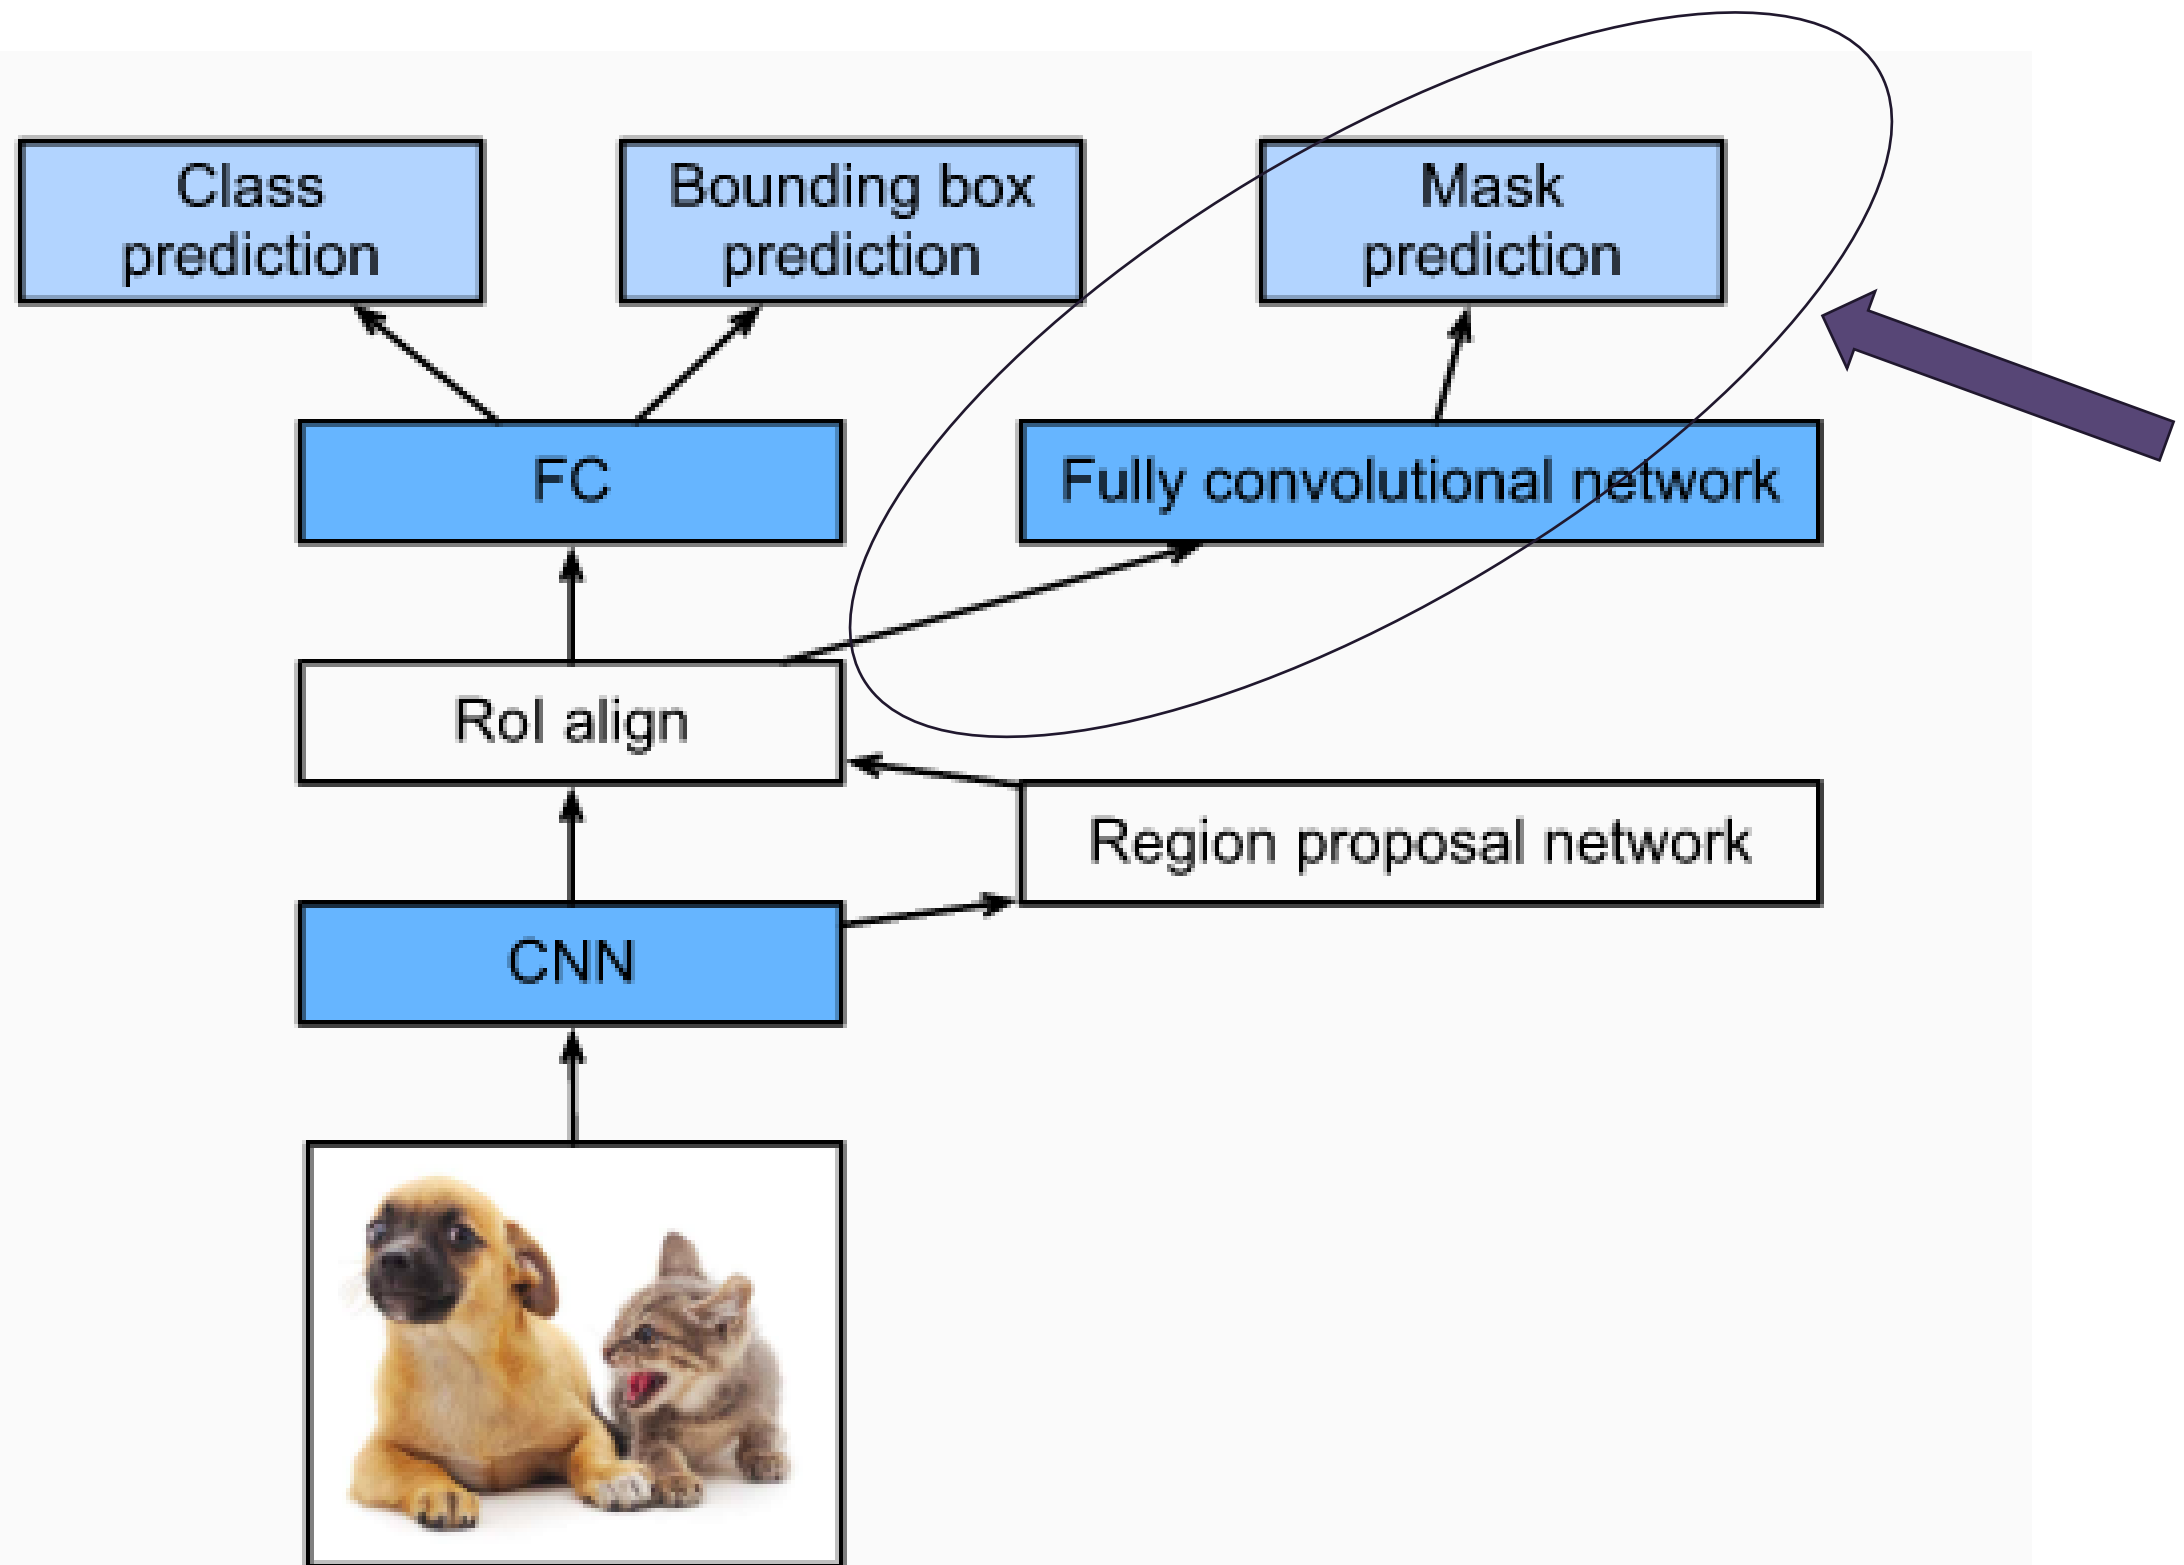 Class
prediction
Bounding box
prediction
Mask
prediction
FC
Fully convolutional network
RoI align
Region proposal network
CNN